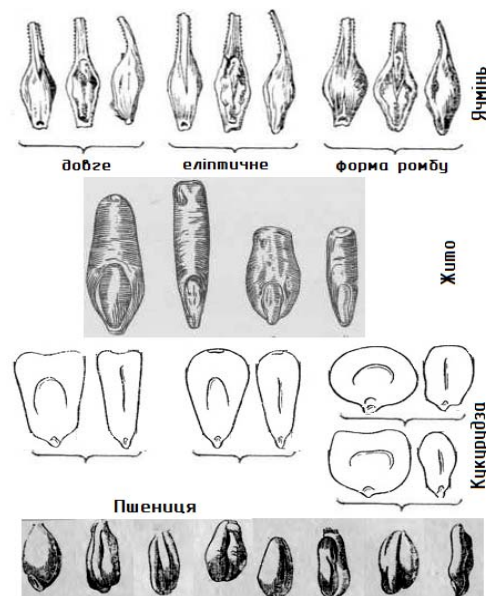 Ячмінь
довге
еліптичне
форма ромбу
Жито
Кукурудза
Пшениця